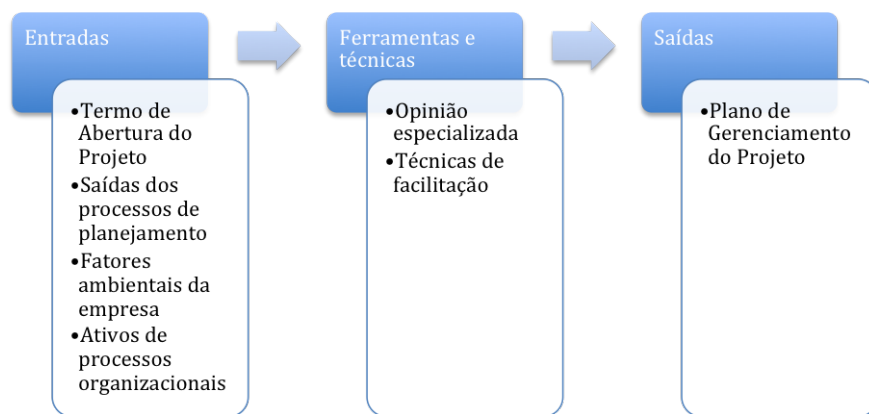 Entradas
•Termo de
Abertura do
Projeto
•Saídas dos
processos de
planejamento
•Fatores
ambientais da
empresa
•Ativos de
processos
organizacionais
Ferramentas e
técnicas
•Opinião
especializada
•Técnicas de
facilitação
Saídas
•Plano de
Gerenciamento
do Projeto